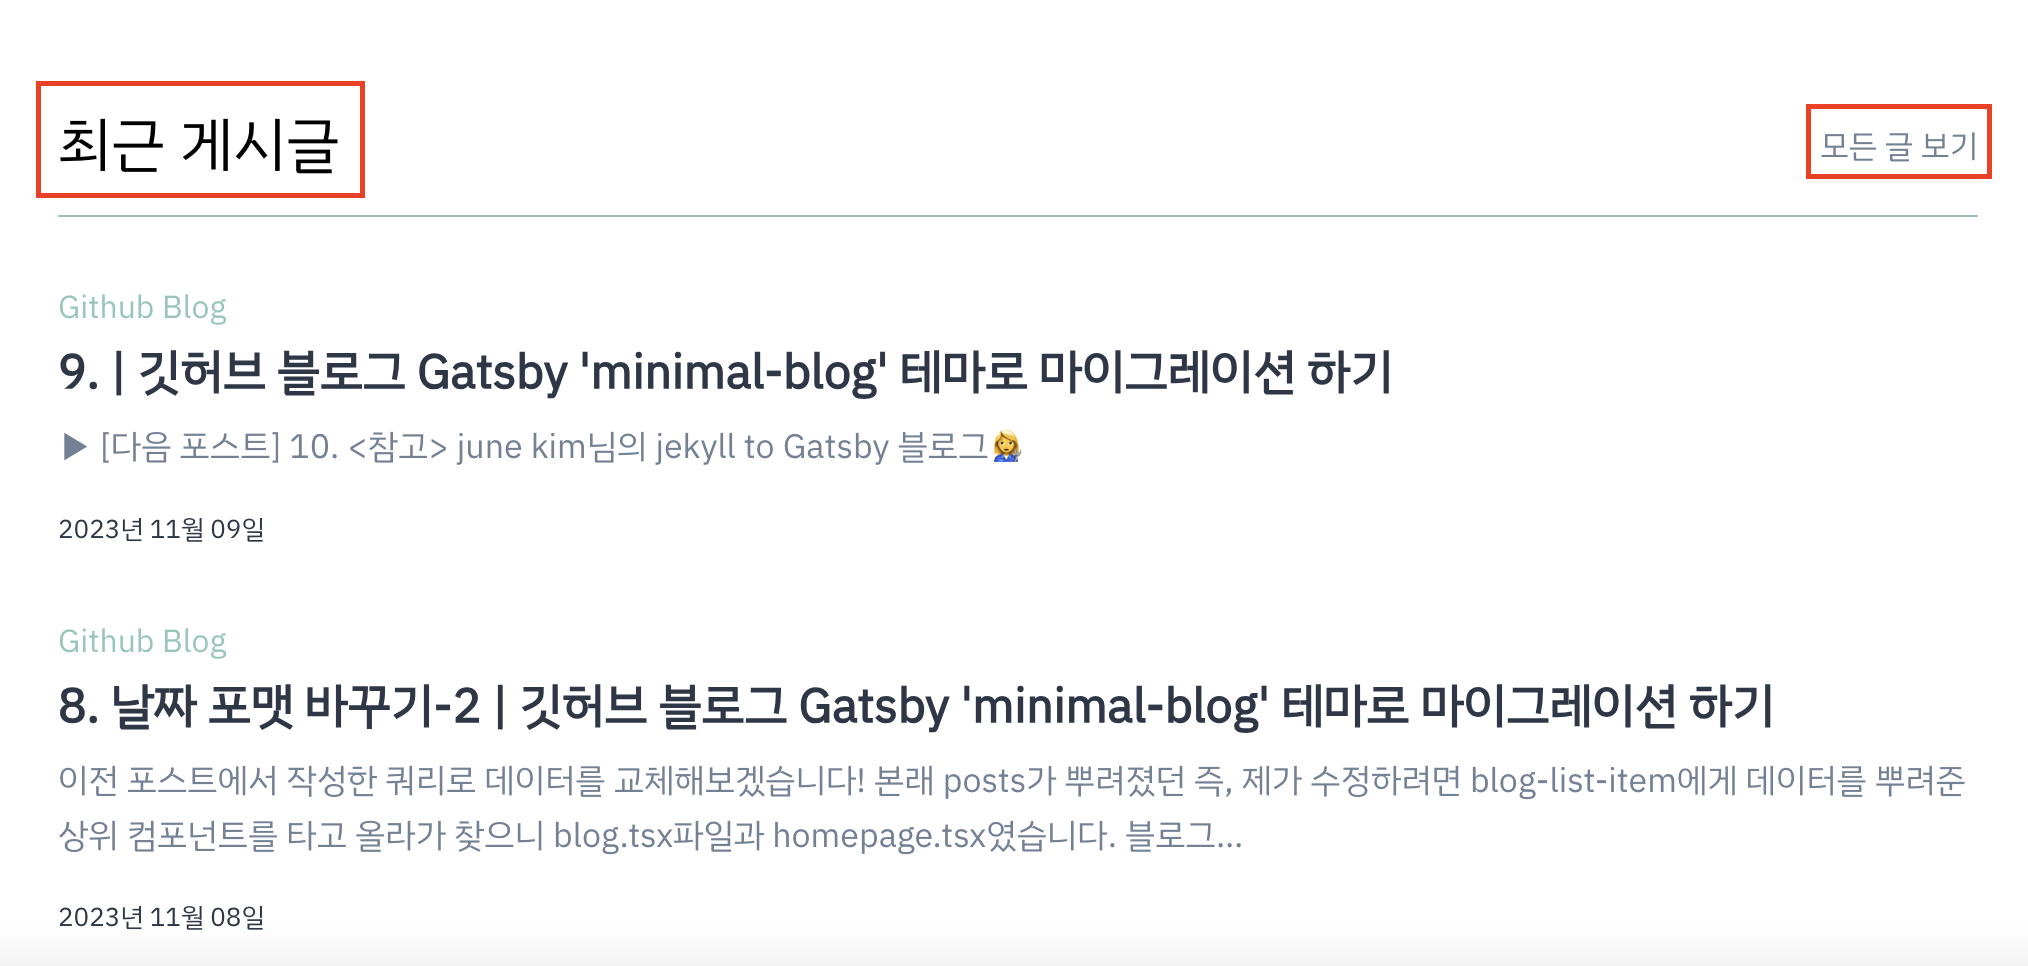 최근 게시글
모든 글 보기
Github Blog
9. | 깃허브 블로그 Gatsby 'minimal-blog' 테마로 마이그레이션 하기
▶ [다음 포스트] 10. <참고> june kim님의 jekyll to Gatsby 블로그👩‍🎨
2023년 11월 09일
Github Blog
8. 날짜 포맷 바꾸기-2 | 깃허브 블로그 Gatsby 'minimal-blog' 테마로 마이그레이션 하기
이전 포스트에서 작성한 쿼리로 데이터를 교체해보겠습니다! 본래 posts가 뿌려졌던 즉, 제가 수정하려면 blog-list-item에게 데이터를 뿌려준
상위 컴포넌트를 타고 올라가 찾으니 blog.tsx파일과 homepage.tsx였습니다. 블로그…
2023년 11월 08일